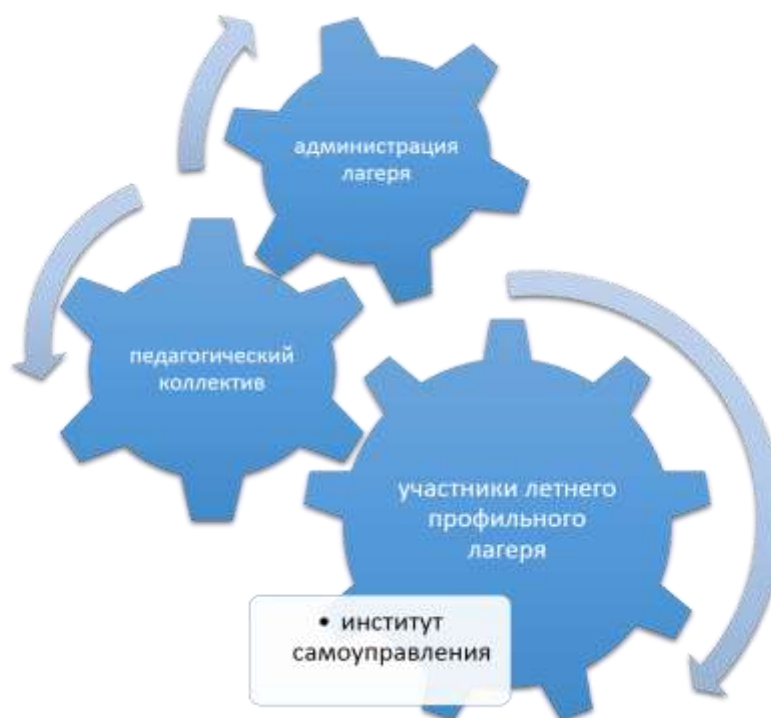 администрация
лагеря
педагогический
коллектив
участники летнего
профильного
лагеря
• институт
самоуправления